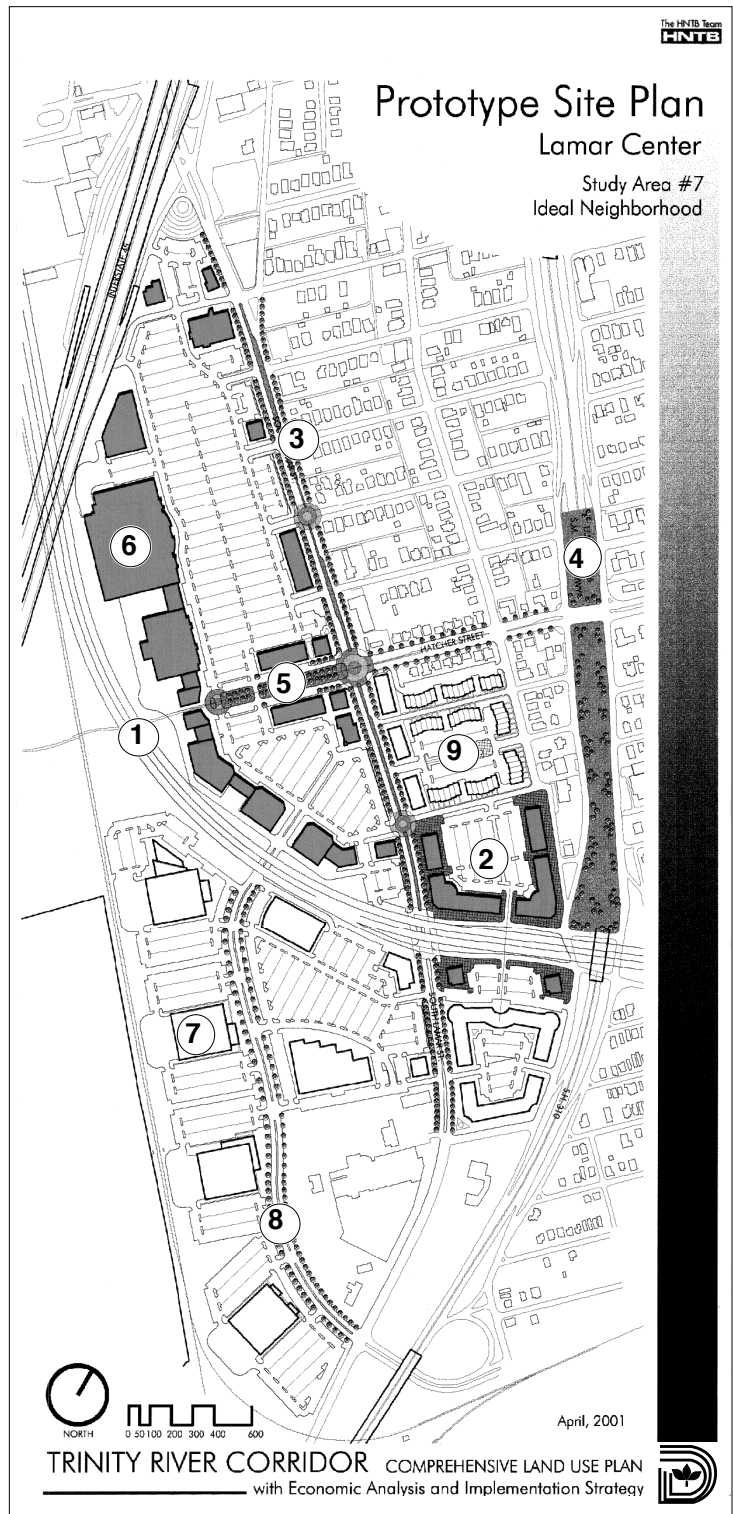 The HNTB Team
HNTB
Prototype Site Plan
Lamar Center
Study Area #7
Ideal Neighborhood
INTERSTATE 45
3
6
4
S.M. WRIGHT
HATCHER STREET
5
1
9
2
7
S.H. 310
8
NORTH
0 50 100 200 300 400 600
April, 2001
TRINITY RIVER CORRIDOR COMPREHENSIVE LAND USE PLAN
with Economic Analysis and Implementation Strategy